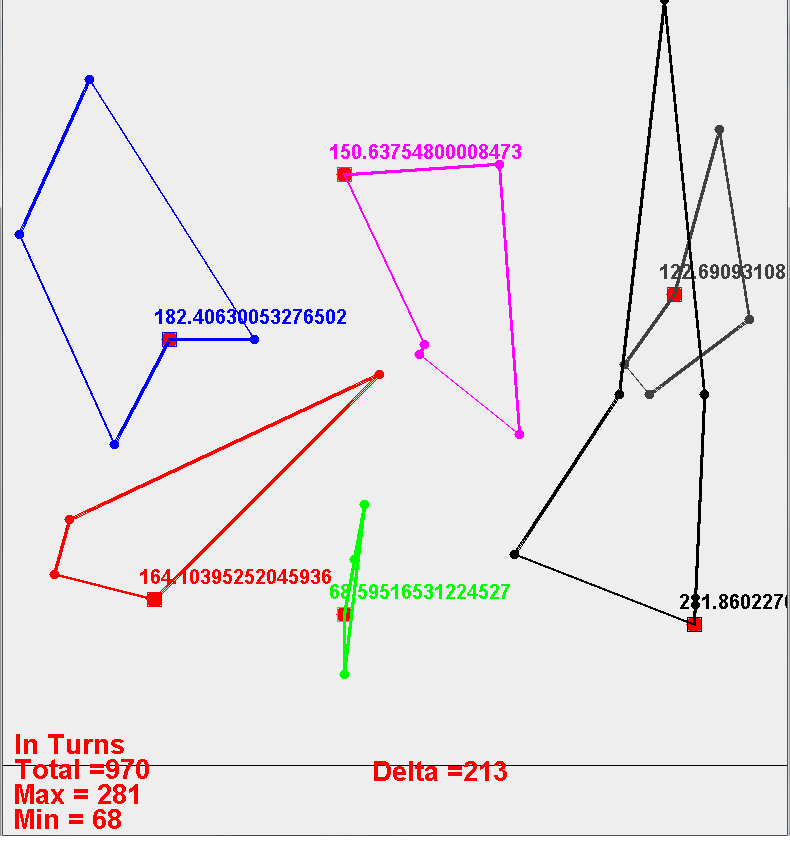 150.63754800008473
122.69093108
182.40630053276502
164.10395252045936
68.59516531224527
281.8602270
In Turns
Total =970
Delta =213
Max = 281
Min = 68